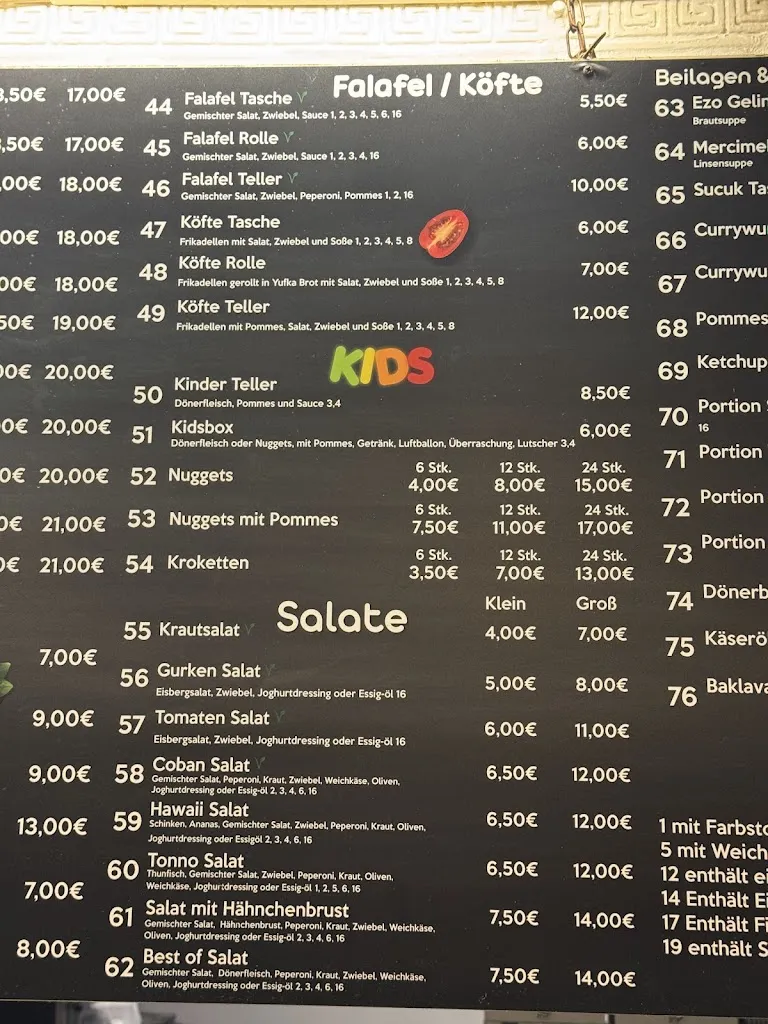 ,50€ 17,00€
,50€ 17,00€
,00€ 18,00€
,00€ 18,00€
,00€ 18,00€
,50€ 19,00€
,00€ 20,00€
,00€ 20,00€
0€ 20,00€
0€ 21,00€
0€ 21,00€
7,00€
9,00€
9,00€
13,00€
7,00€
8,00€
Falafel / Köfte
44 Falafel Tasche 5,50€
Gemischter Salat, Zwiebel, Sauce 1, 2, 3, 4, 5, 6, 16
45 Falafel Rolle 6,00€
Gemischter Salat, Zwiebel, Sauce 1, 2, 3, 4, 16
46 Falafel Teller 10,00€
Gemischter Salat, Zwiebel, Peperoni, Pommes 1, 2, 16
47 Köfte Tasche 6,00€
Frikadellen mit Salat, Zwiebel und Soße 1, 2, 3, 4, 5, 8
48 Köfte Rolle 7,00€
Frikadellen gerollt in Yufka Brot mit Salat, Zwiebel und Soße 1, 2, 3, 4, 5, 8
49 Köfte Teller 12,00€
Frikadellen mit Pommes, Salat, Zwiebel und Soße 1, 2, 3, 4, 5, 8
KIDS
50 Kinder Teller 8,50€
Dönerfleisch, Pommes und Sauce 3,4
51 Kidsbox 6,00€
Dönerfleisch oder Nuggets, mit Pommes, Getränk, Luftballon, Überraschung, Lutscher 3,4
6 Stk. 12 Stk. 24 Stk.
52 Nuggets 4,00€ 8,00€ 15,00€
6 Stk. 12 Stk. 24 Stk.
53 Nuggets mit Pommes 7,50€ 11,00€ 17,00€
6 Stk. 12 Stk. 24 Stk.
54 Kroketten 3,50€ 7,00€ 13,00€
Salate Klein Groß
55 Krautsalat 4,00€ 7,00€
56 Gurken Salat 5,00€ 8,00€
Eisbergsalat, Zwiebel, Joghurtdressing oder Essig-öl 16
57 Tomaten Salat 6,00€ 11,00€
Eisbergsalat, Zwiebel, Joghurtdressing oder Essig-öl 16
58 Coban Salat 6,50€ 12,00€
Gemischter Salat, Peperoni, Kraut, Zwiebel, Weichkäse, Oliven,
Joghurtdressing oder Essig-öl 2, 3, 4, 6, 16
59 Hawaii Salat 6,50€ 12,00€
Schinken, Ananas, Gemischter Salat, Zwiebel, Peperoni, Kraut, Oliven,
Joghurtdressing oder Essigöl 2, 3, 4, 6, 16
60 Tonno Salat 6,50€ 12,00€
Thunfisch, Gemischter Salat, Zwiebel, Peperoni, Kraut, Oliven,
Weichkäse, Joghurtdressing oder Essig-öl 1, 2, 5, 6, 16
61 Salat mit Hähnchenbrust 7,50€ 14,00€
Gemischter Salat, Hähnchenbrust, Peperoni, Kraut, Zwiebel, Weichkäse,
Oliven, Joghurtdressing oder Essig-öl 2, 3, 4, 6, 16
62 Best of Salat 7,50€ 14,00€
Gemischter Salat, Dönerfleisch, Peperoni, Kraut, Zwiebel, Weichkäse,
Oliven, Joghurtdressing oder Essig-öl 2, 3, 4, 6, 16
Beilagen &
63 Ezo Gelin
Brautsuppe
64 Mercime
Linsensuppe
65 Sucuk Ta
66 Currywu
67 Currywu
68 Pommes
69 Ketchup
70 Portion
16
71 Portion
72 Portion
73 Portion
74 Dönerb
75 Käserö
76 Baklava
1 mit Farbsto
5 mit Weich
12 enthält ei
14 Enthält Ei
17 Enthält Fi
19 enthält S